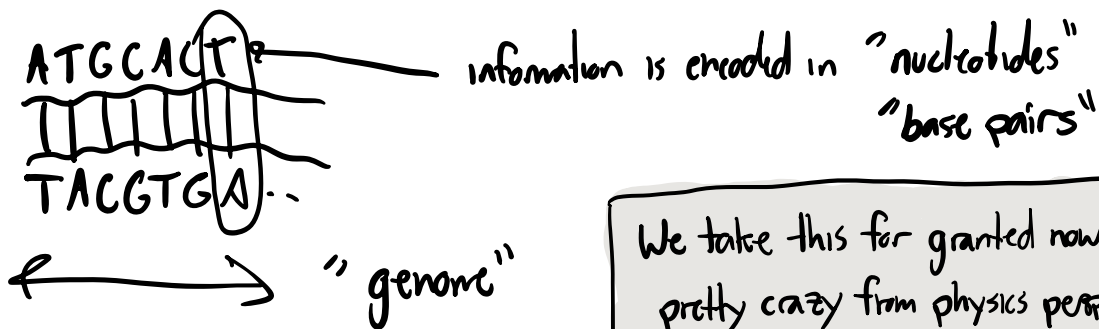 ATGCACT
information is encoded in "nucleotides"
"base pairs"
TACGTGA...
"genome"
We take this for granted now
pretty crazy from physics